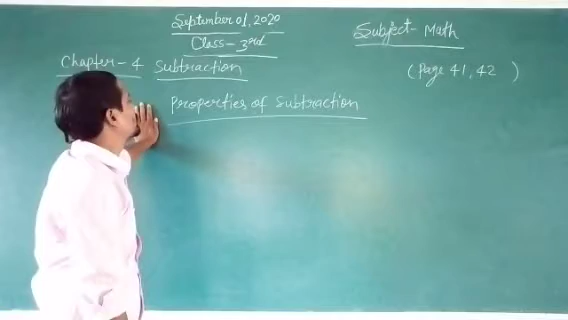 September 01, 2020
Subject- Math
Class- 3rd
Chapter- 4 Subtraction
(Page 41, 42 )
Properties of Subtraction